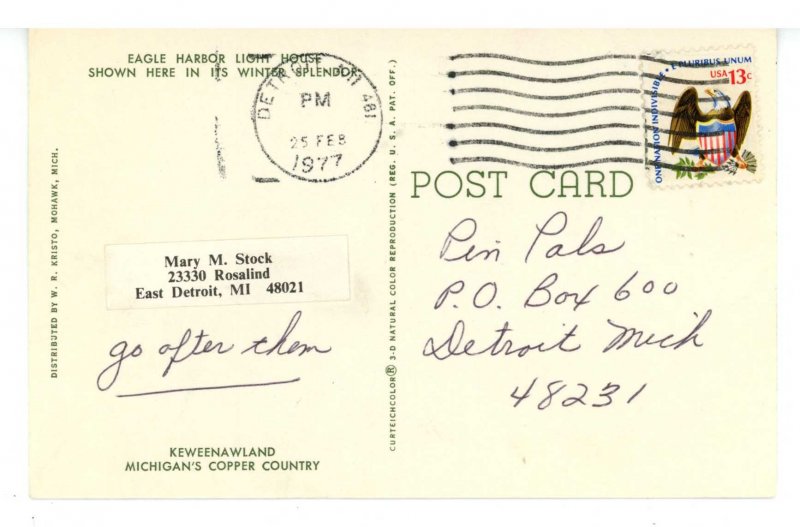 EAGLE HARBOR LIGHT HOUSE
SHOWN HERE IN ITS WINTER SPLENDOR
DETROIT, MI 481
PM
25 FEB
1977
E PLURIBUS UNUM
USA 13c
ONE NATION INDIVISIBLE
DISTRIBUTED BY W. R. KRISTO, MOHAWK, MICH.
Mary M. Stock
23330 Rosalind
East Detroit, MI 48021
go after them
KEWEENAWLAND
MICHIGAN'S COPPER COUNTRY
CURTEICHCOLOR® 3-D NATURAL COLOR REPRODUCTION (REG. U. S. A. PAT. OFF.)
POST CARD
Pin Pals
P.O. Box 600
Detroit Mich
48231